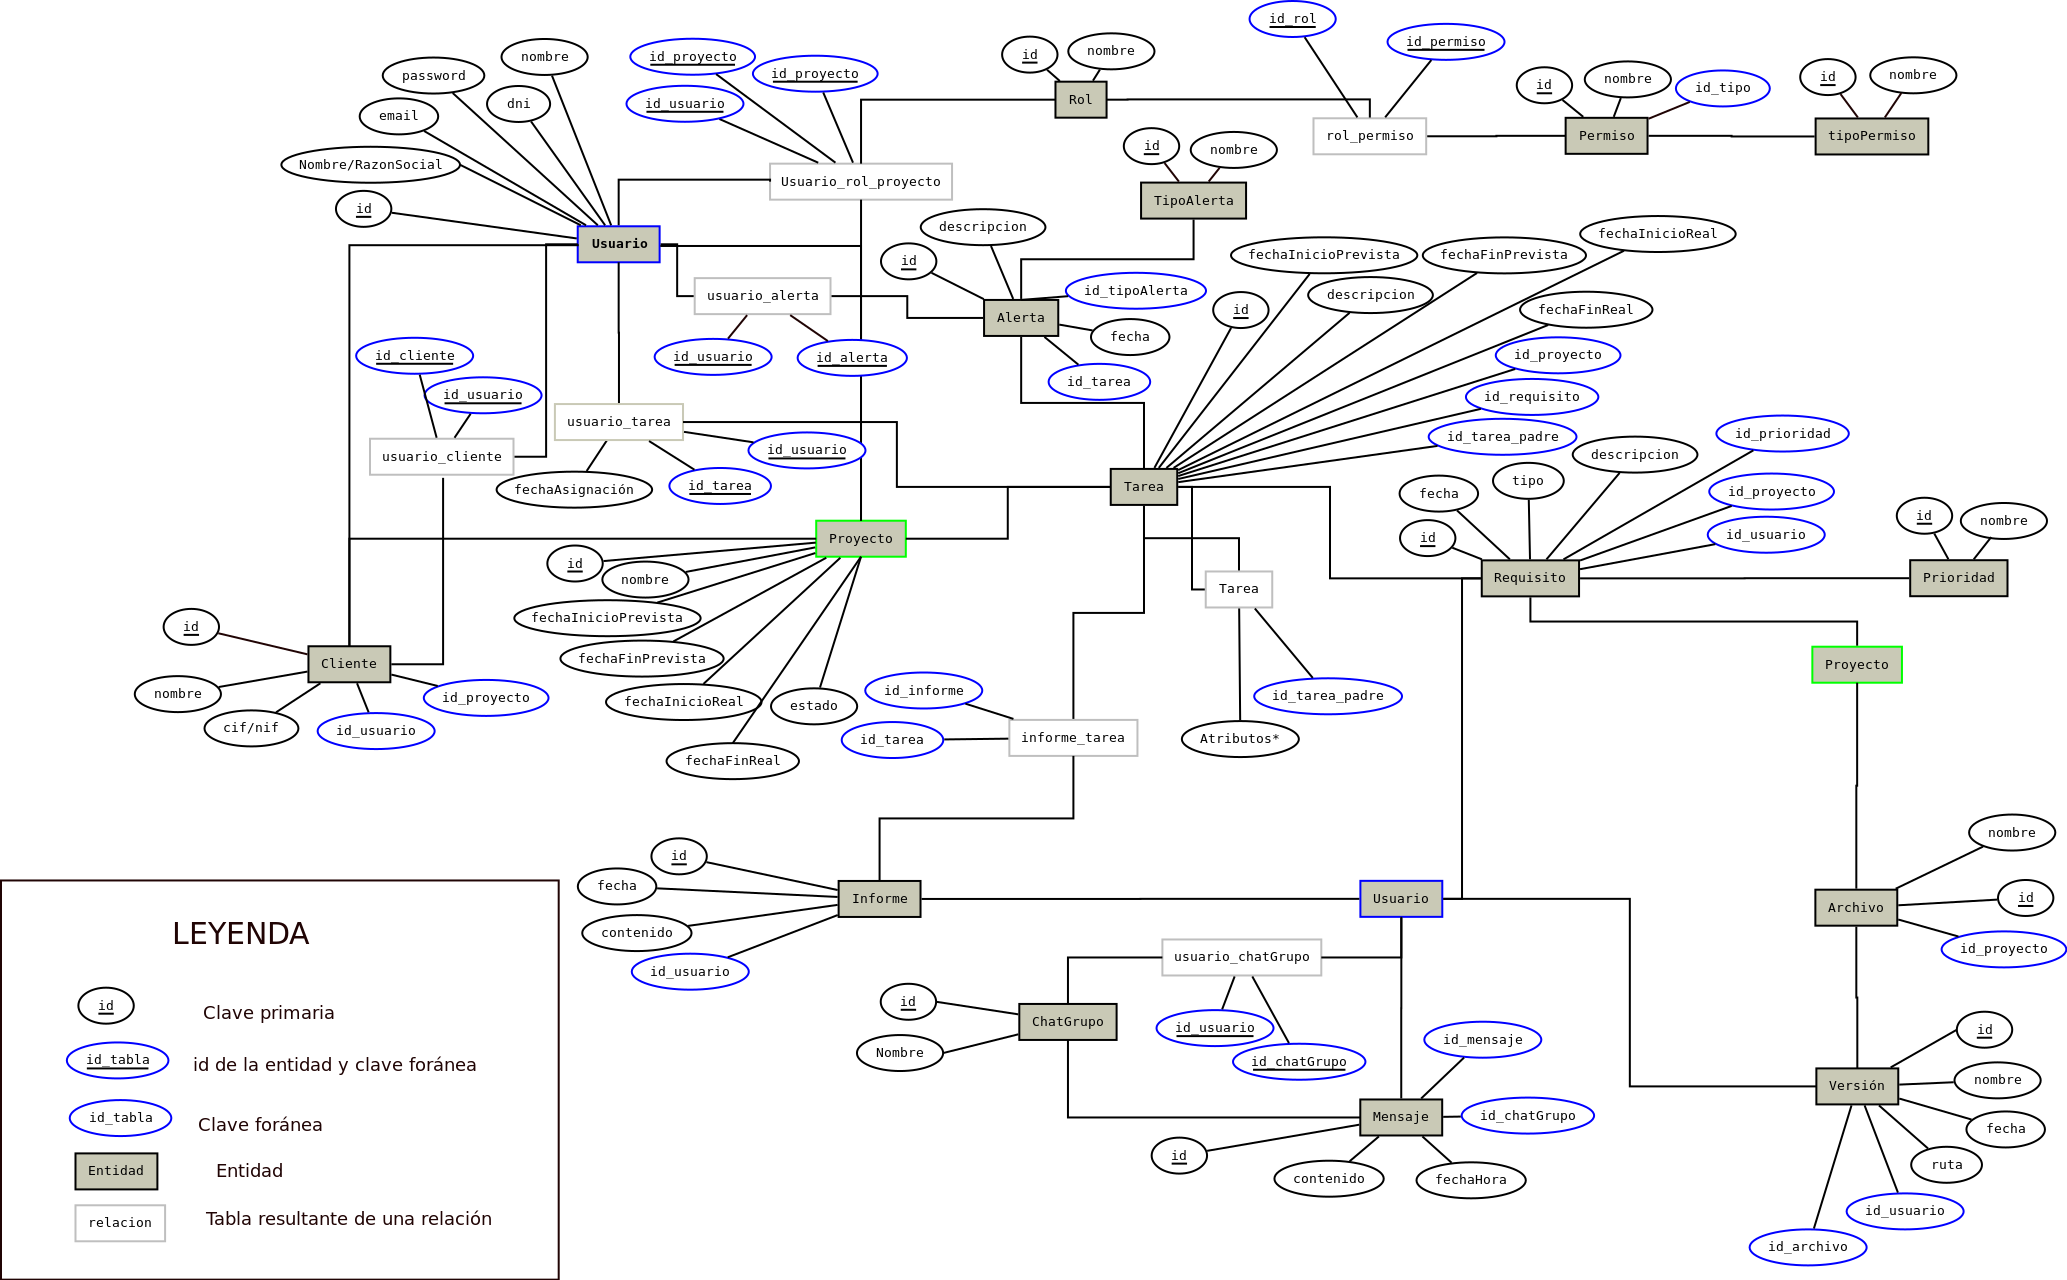 id_rol
id_permiso
nombre
id_proyecto
id
nombre
password
id_proyecto
id
nombre
id
nombre
id_tipo
email
dni
id_usuario
Rol
rol_permiso
Permiso
tipoPermiso
Nombre/RazonSocial
Usuario_rol_proyecto
id
nombre
id
TipoAlerta
Usuario
descripcion
id
fechaInicioPrevista
fechaFinPrevista
fechaInicioReal
usuario_alerta
id_tipoAlerta
descripcion
Alerta
id
fechaFinReal
fecha
id_cliente
id_usuario
id_alerta
id_proyecto
id_tarea
id_usuario
id_requisito
usuario_tarea
id_tarea_padre
id_prioridad
usuario_cliente
id_usuario
descripcion
fechaAsignación
id_tarea
Tarea
fecha
tipo
id_proyecto
id
nombre
Proyecto
id
id_usuario
id
nombre
Tarea
Requisito
Prioridad
fechaInicioPrevista
id
Cliente
fechaFinPrevista
Proyecto
nombre
id_proyecto
fechaInicioReal
estado
id_informe
id_tarea_padre
cif/nif
id_usuario
id_tarea
informe_tarea
Atributos*
fechaFinReal
id
nombre
fecha
Informe
Usuario
Archivo
id
contenido
id_proyecto
id_usuario
usuario_chatGrupo
id
ChatGrupo
id_usuario
id_mensaje
id
Nombre
id_chatGrupo
Versión
nombre
Mensaje
id_chatGrupo
fecha
id
contenido
fechaHora
ruta
id_usuario
id_archivo
LEYENDA
id
Clave primaria
id_tabla
id de la entidad y clave foránea
id_tabla
Clave foránea
Entidad
Entidad
relacion
Tabla resultante de una relación